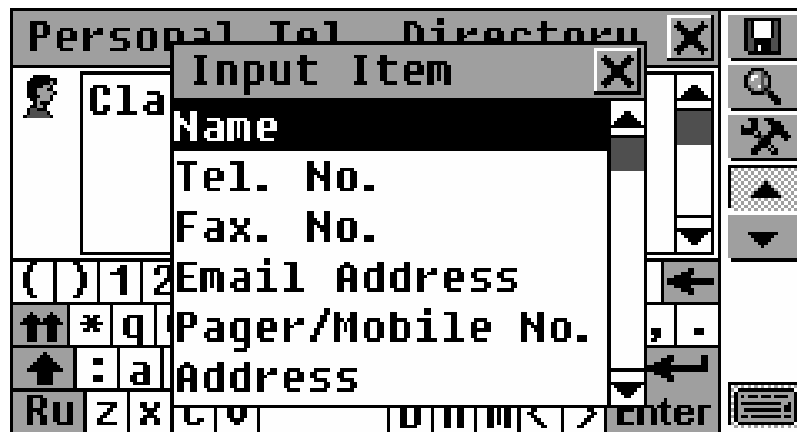 Personal Tel. Directory
Input Item
Cla
Name
Tel. No.
Fax. No.
Email Address
Pager/Mobile No.
Address
( ) 1 2
* q , .
: a
Ru z x c v b n m < > Enter